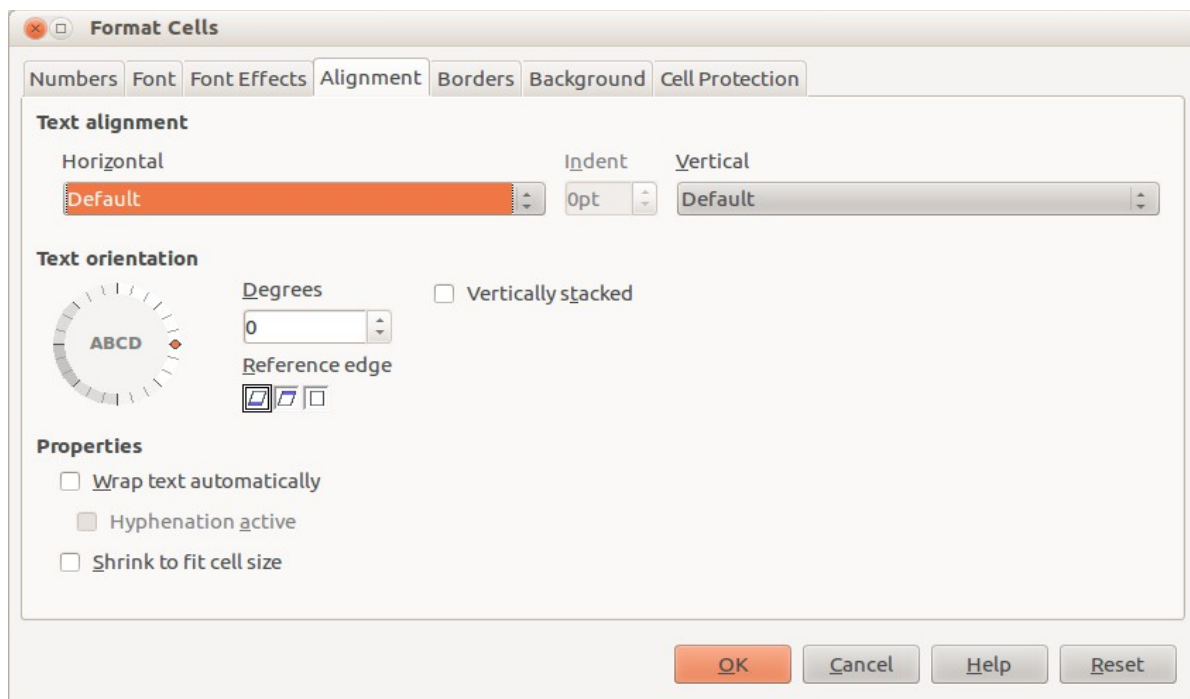 Format Cells
Numbers Font Font Effects Alignment Borders Background Cell Protection
Text alignment
Horizontal Indent Vertical
Default 0pt Default
Text orientation
Degrees Vertically stacked
0
ABCD
Reference edge
Properties
Wrap text automatically
Hyphenation active
Shrink to fit cell size
OK Cancel Help Reset